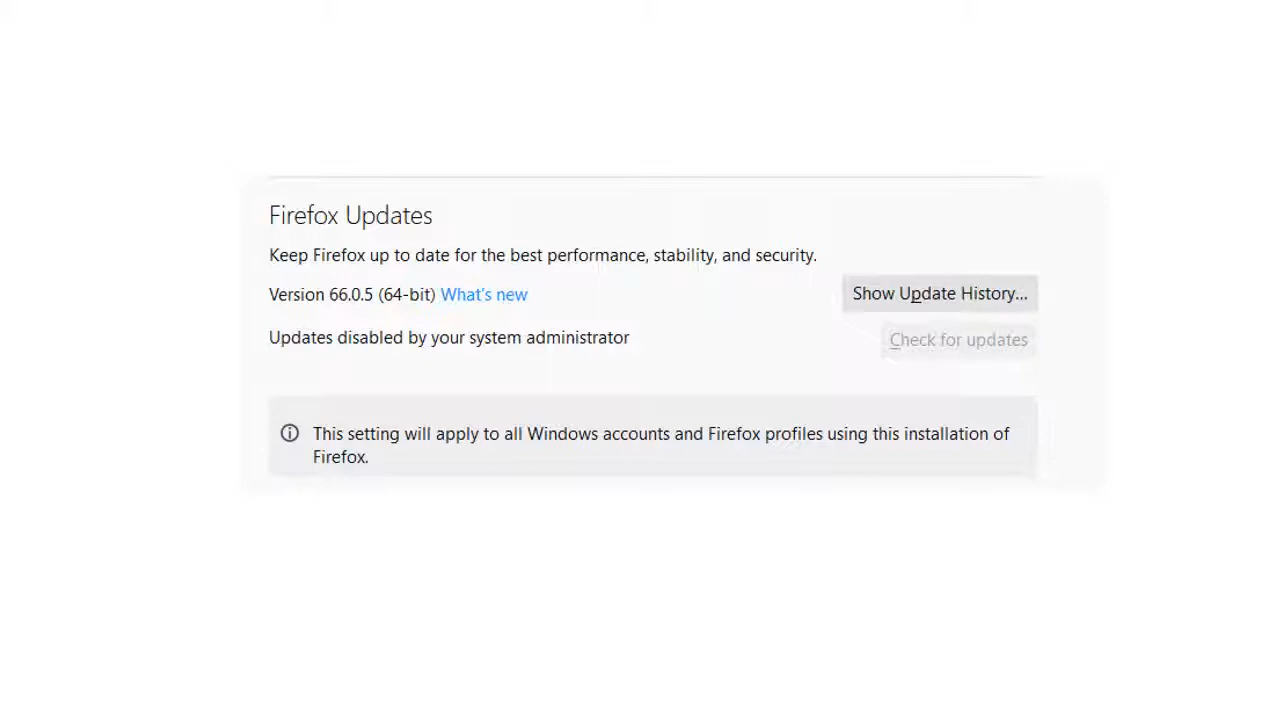 Firefox Updates
Keep Firefox up to date for the best performance, stability, and security.
Version 66.0.5 (64-bit) What's new
Show Update History...
Updates disabled by your system administrator
Check for updates
This setting will apply to all Windows accounts and Firefox profiles using this installation of
Firefox.